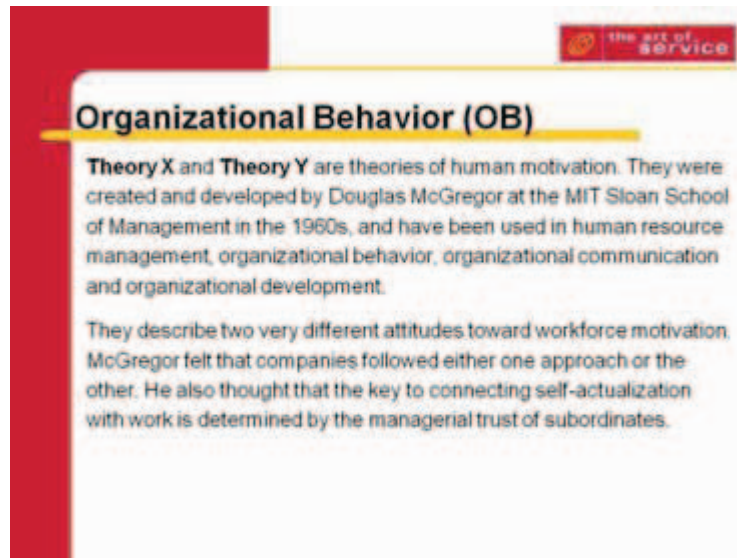 the art of
service
Organizational Behavior (OB)
Theory X and Theory Y are theories of human motivation. They were
created and developed by Douglas McGregor at the MIT Sloan School
of Management in the 1960s, and have been used in human resource
management, organizational behavior, organizational communication
and organizational development.
They describe two very different attitudes toward workforce motivation.
McGregor felt that companies followed either one approach or the
other. He also thought that the key to connecting self-actualization
with work is determined by the managerial trust of subordinates.